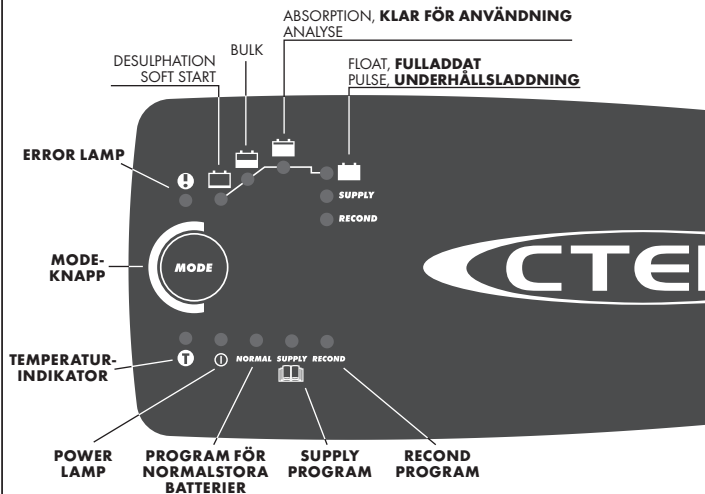 ABSORPTION, KLAR FÖR ANVÄNDNING
ANALYSE
BULK
DESULPHATION
SOFT START
FLOAT, FULLADDAT
PULSE, UNDERHÅLLSLADDNING
ERROR LAMP
SUPPLY
RECOND
MODE-
KNAPP
MODE
CTE
TEMPERATUR-
INDIKATOR
T
NORMAL SUPPLY RECOND
POWER
LAMP
PROGRAM FÖR
NORMALSTORA
BATTERIER
SUPPLY
PROGRAM
RECOND
PROGRAM